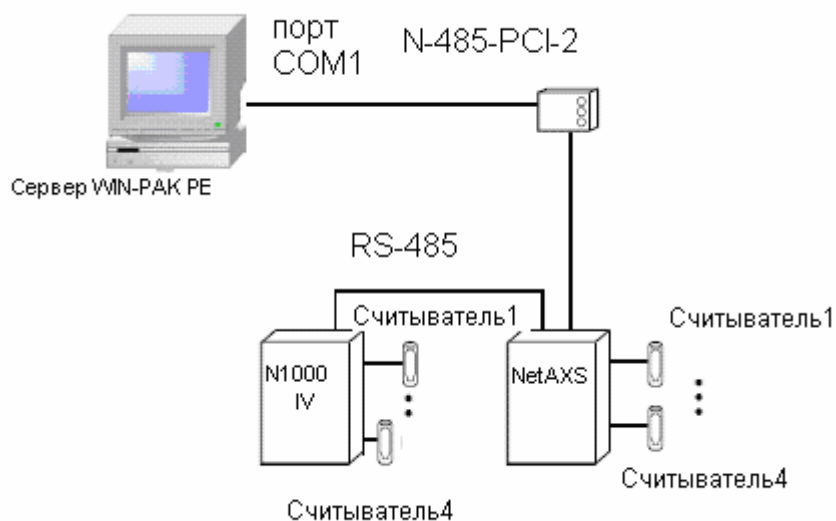 порт
COM1
N-485-PCI-2
Сервер WIN-PAK PE
RS-485
Считыватель1
Считыватель1
N1000
IV
NetAXS
Считыватель4
Считыватель4